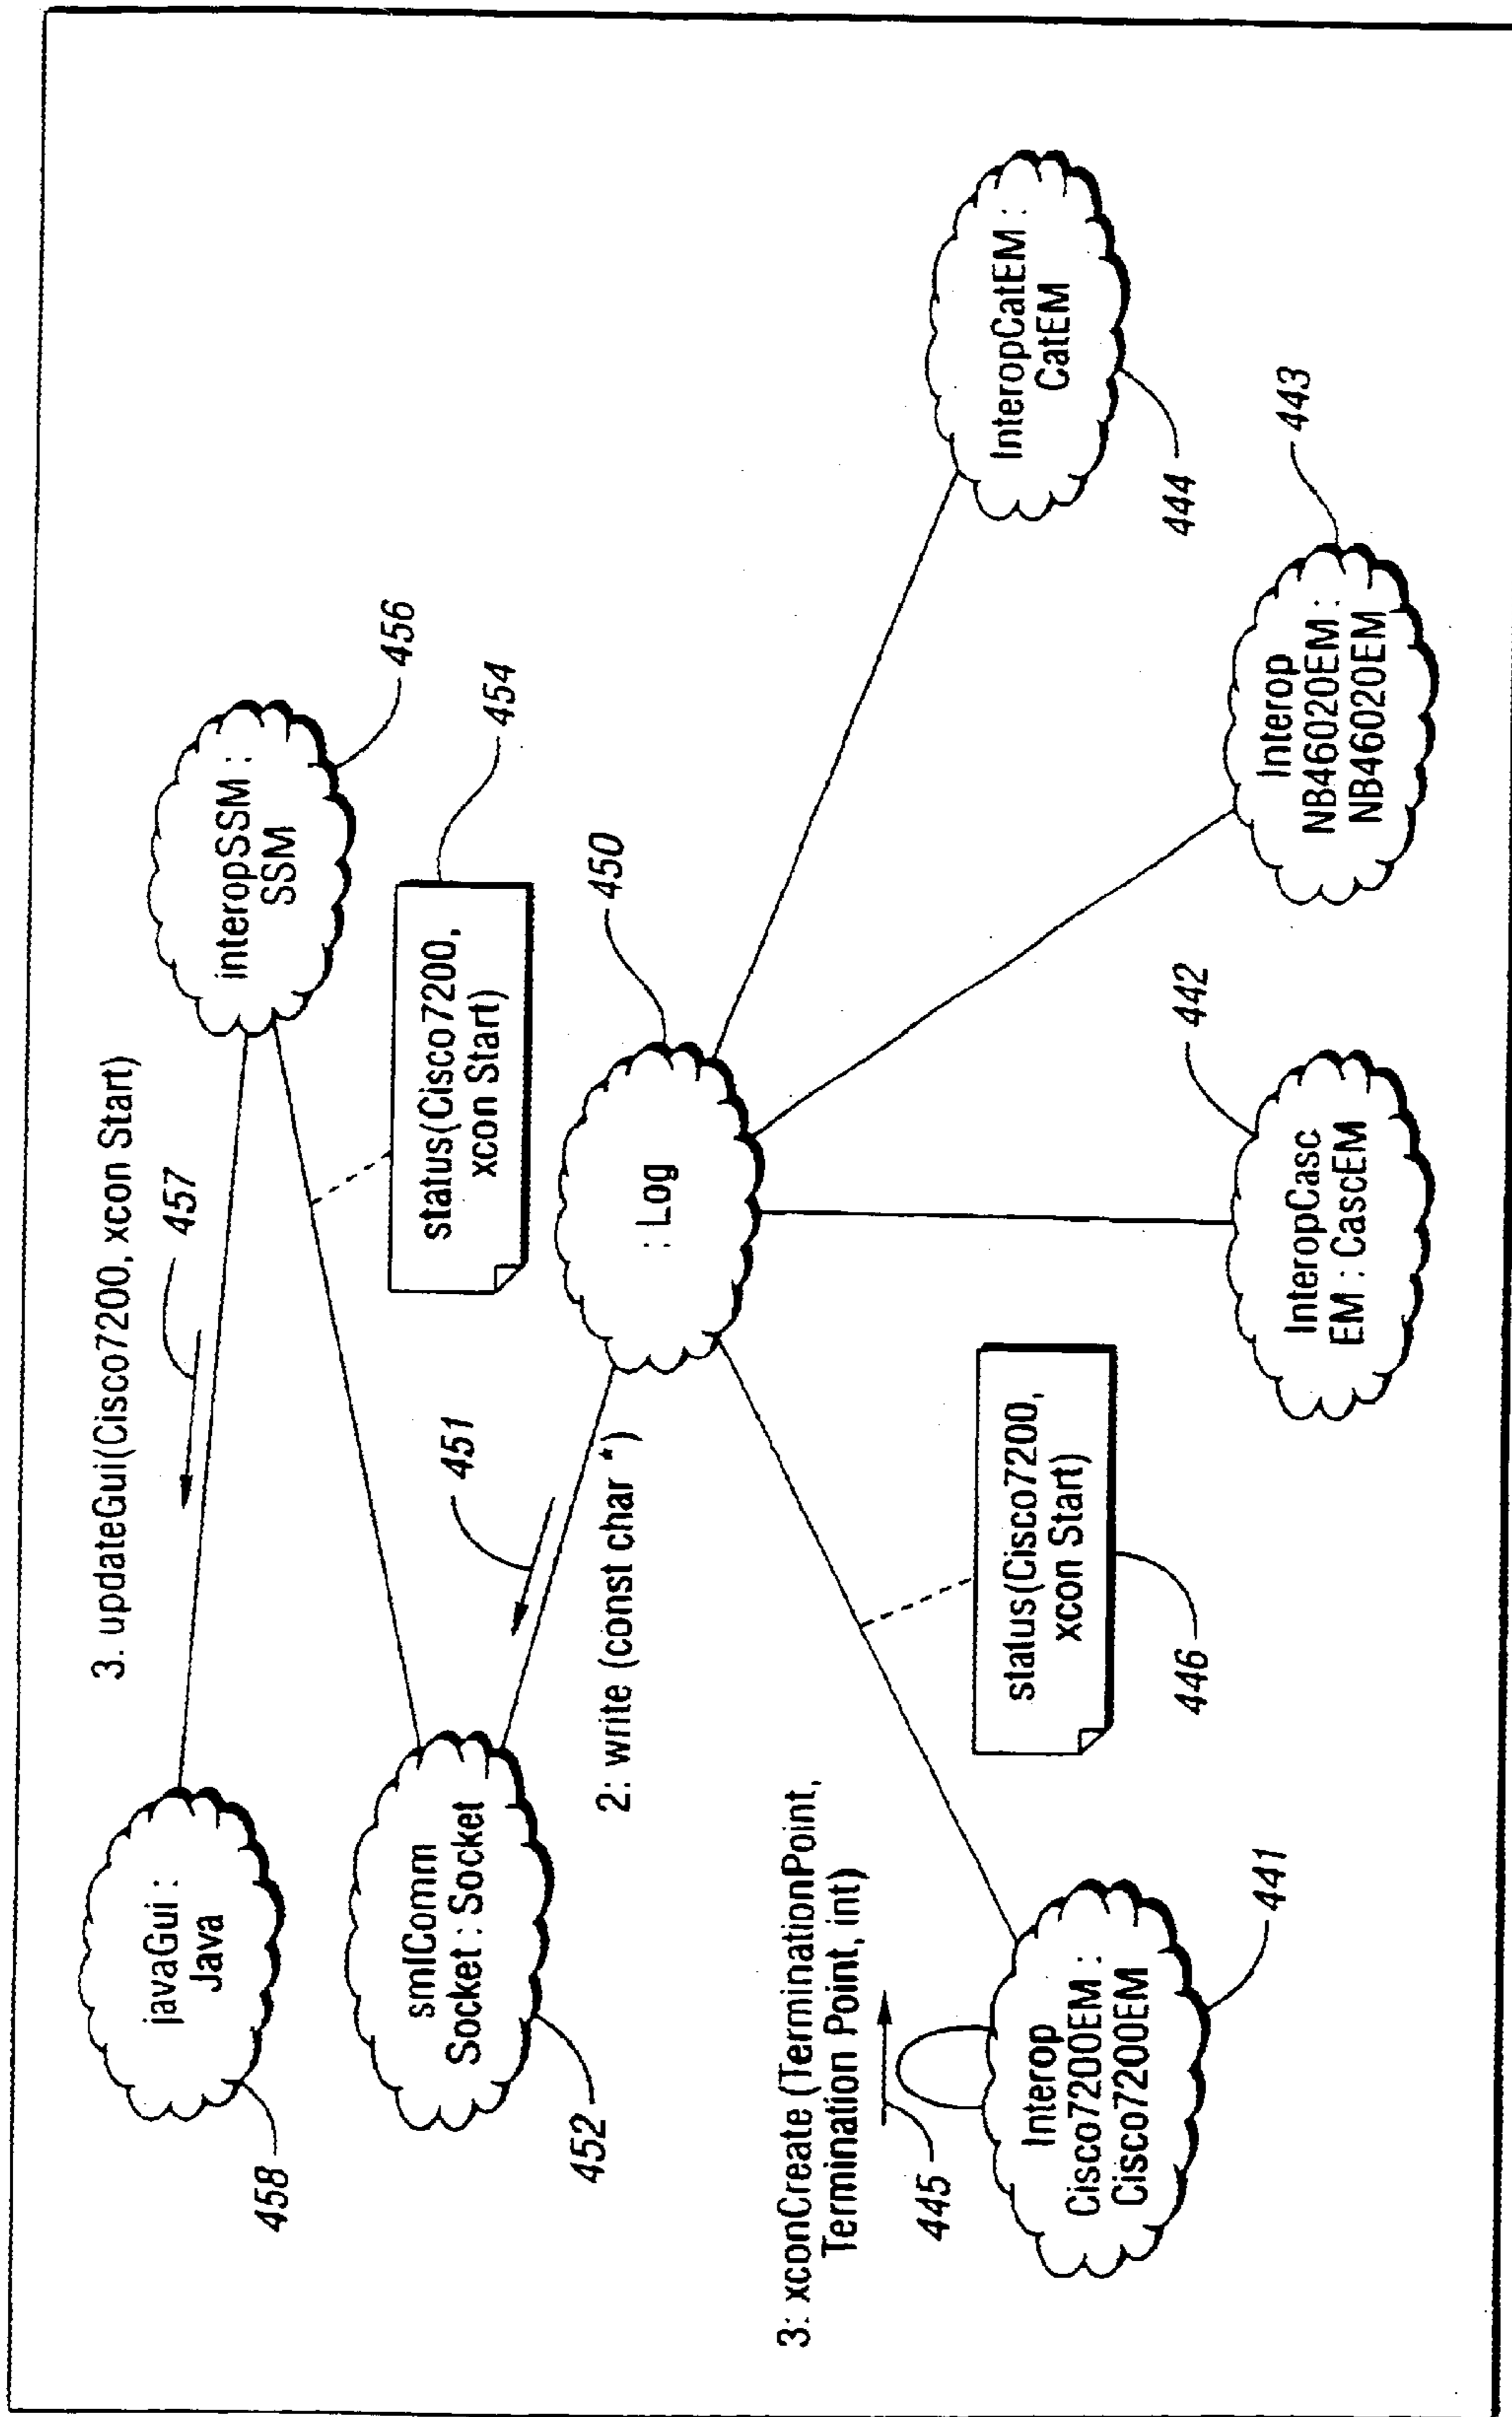 3. updateGui(Cisco7200, xcon Start)
457
javaGui :
Java
458
interopSSM :
SSM
456
smlComm
Socket : Socket
452
status(Cisco7200,
xcon Start)
454
451
2: write (const char *)
: Log
450
3: xconCreate (TerminationPoint,
Termination Point, int)
445
Interop
Cisco7200EM :
Cisco7200EM
441
status(Cisco7200,
xcon Start)
446
InteropCasc
EM : CascEM
442
Interop
NB46020EM :
NB46020EM
443
InteropCatEM :
CatEM
444